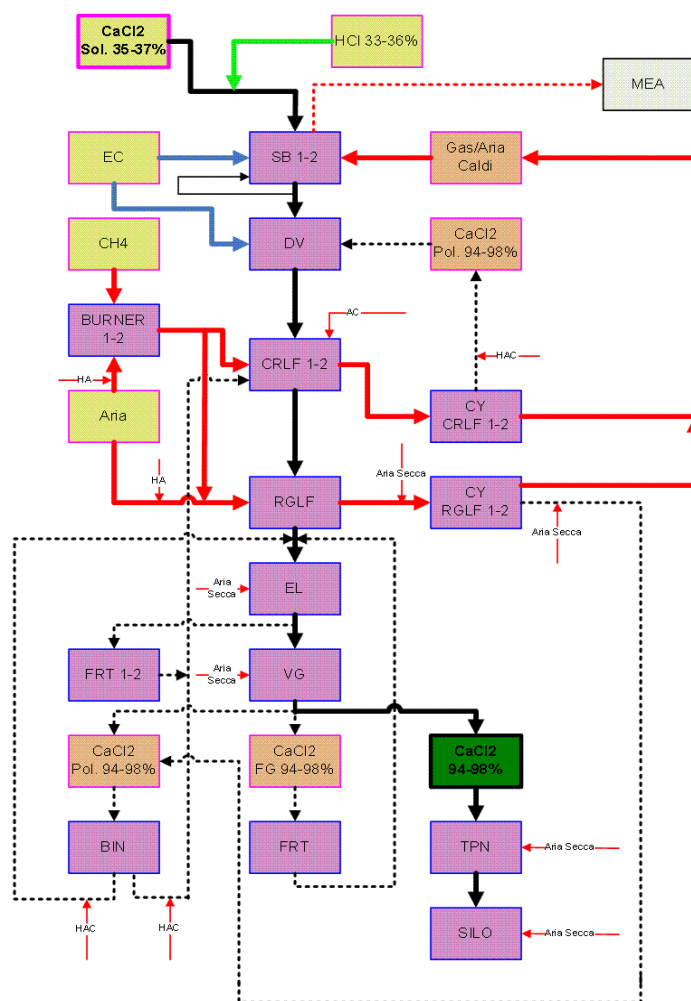 CaCl2
Sol. 35-37%
HCl 33-36%
MEA
EC
SB 1-2
Gas/Aria
Caldi
CH4
DV
CaCl2
Pol. 94-98%
BURNER
1-2
AC
CRLF 1-2
HAC
HA
Aria
CY
CRLF 1-2
HA
Aria Secca
RGLF
CY
RGLF 1-2
Aria Secca
Aria
Secca
EL
FRT 1-2
Aria
Secca
VG
CaCl2
Pol. 94-98%
CaCl2
FG 94-98%
CaCl2
94-98%
BIN
FRT
TPN
Aria Secca
HAC
HAC
SILO
Aria Secca